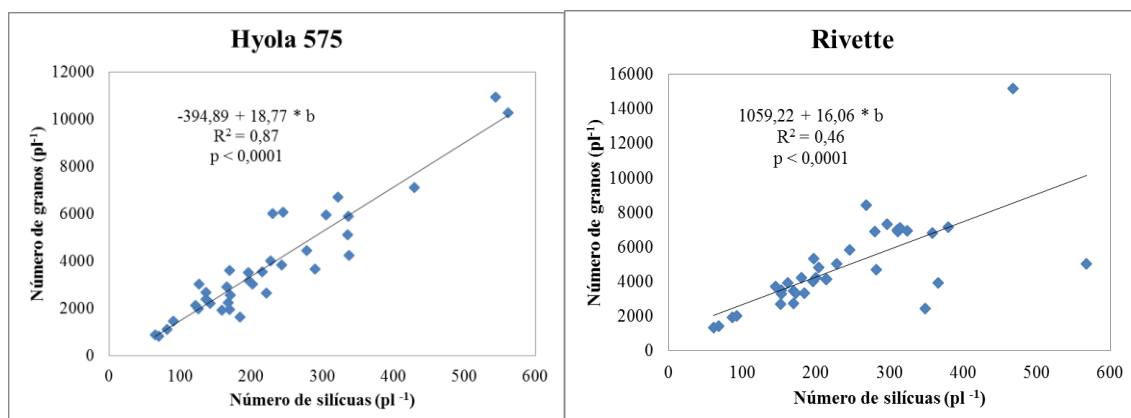 Hyola 575
12000
10000
8000
6000
4000
2000
0
Número de granos (pl⁻¹)
-394,89 + 18,77 * b
R² = 0,87
p < 0,0001
0 100 200 300 400 500 600
Número de silícuas (pl ⁻¹)
Rivette
16000
14000
12000
10000
8000
6000
4000
2000
0
Número de granos (pl⁻¹)
1059,22 + 16,06 * b
R² = 0,46
p < 0,0001
0 100 200 300 400 500 600
Número de silícuas (pl ⁻¹)